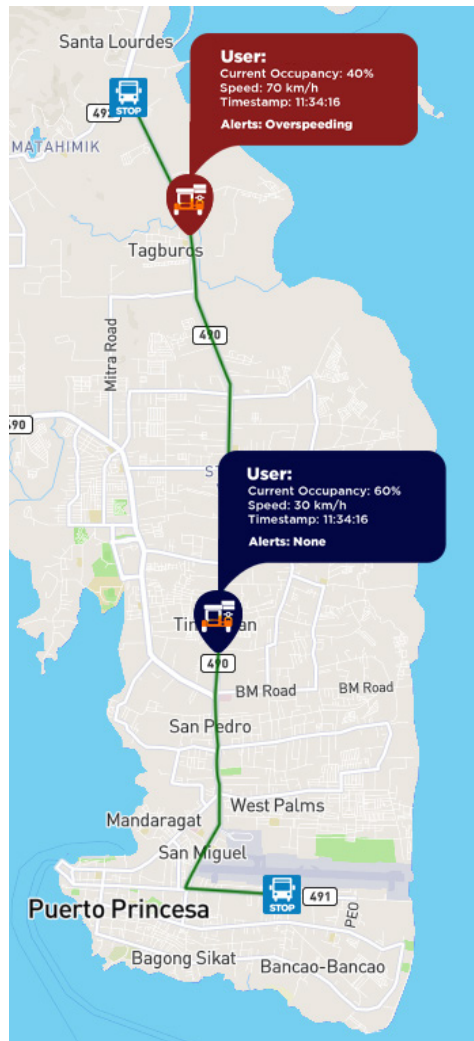 Santa Lourdes
STOP
MATAHIMIK
User:
Current Occupancy: 40%
Speed: 70 km/h
Timestamp: 11:34:16
Alerts: Overspeeding
Tagburos
Mitra Road
490
User:
Current Occupancy: 60%
Speed: 30 km/h
Timestamp: 11:34:16
Alerts: None
490
BM Road
BM Road
San Pedro
West Palms
Mandaragat
San Miguel
STOP
491
Puerto Princesa
PEO
Bagong Sikat
Bancao-Bancao